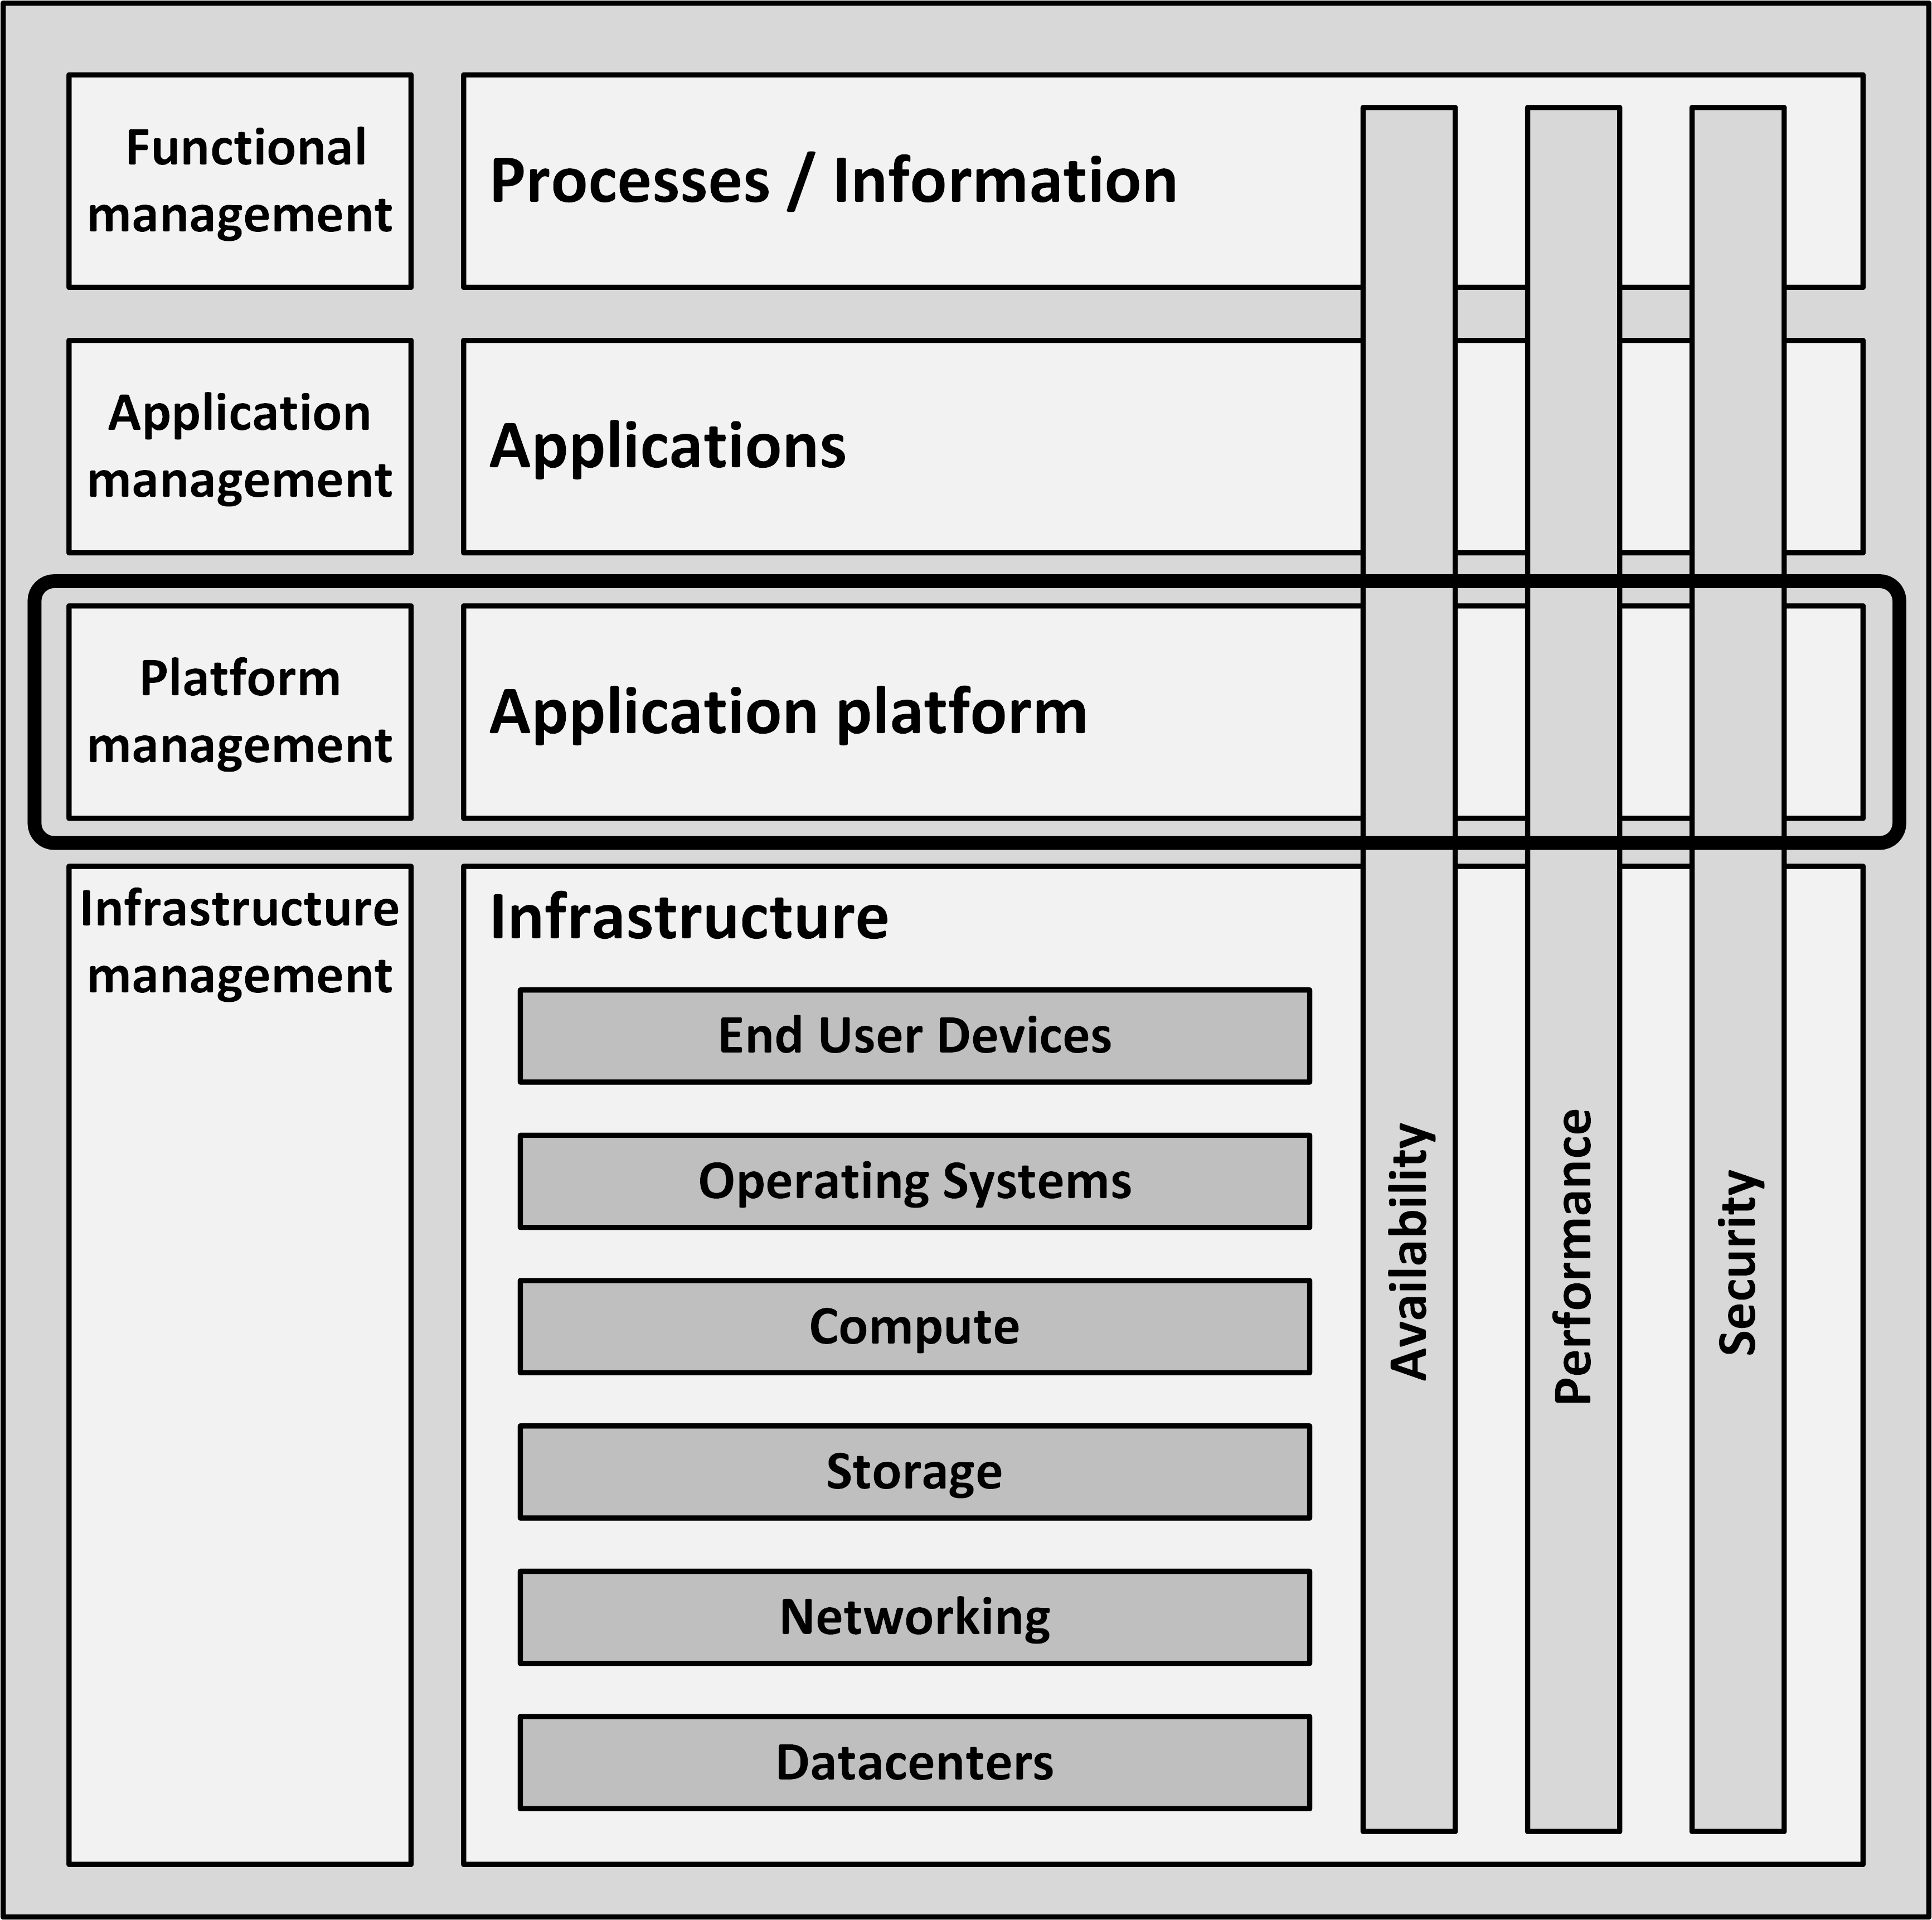 Functional
management
Processes / Information
Application
management
Applications
Platform
management
Application platform
Infrastructure
management
Infrastructure
End User Devices
Operating Systems
Compute
Storage
Networking
Datacenters
Availability
Performance
Security